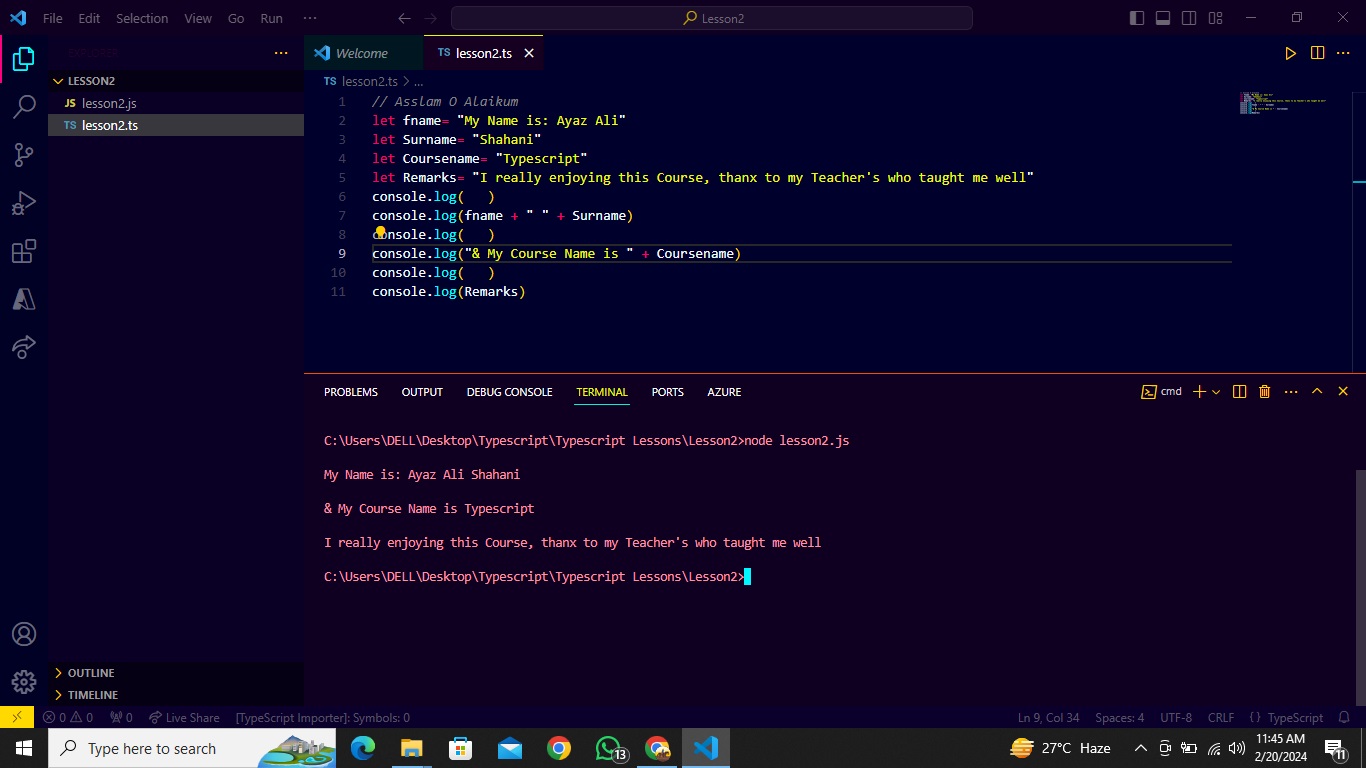 File Edit Selection View Go Run ··· Lesson2
EXPLORER ···
Welcome
TS lesson2.ts
LESSON2
JS lesson2.js
TS lesson2.ts
TS lesson2.ts > ...
1 // Asslam O Alaikum
2 let fname= "My Name is: Ayaz Ali"
3 let Surname= "Shahani"
4 let Coursename= "Typescript"
5 let Remarks= "I really enjoying this Course, thanx to my Teacher's who taught me well"
6 console.log(   )
7 console.log(fname + " " + Surname)
8 console.log(   )
9 console.log("& My Course Name is " + Coursename)
10 console.log(   )
11 console.log(Remarks)
PROBLEMS OUTPUT DEBUG CONSOLE TERMINAL PORTS AZURE cmd
C:\Users\DELL\Desktop\Typescript\Typescript Lessons\Lesson2>node lesson2.js
My Name is: Ayaz Ali Shahani
& My Course Name is Typescript
I really enjoying this Course, thanx to my Teacher's who taught me well
C:\Users\DELL\Desktop\Typescript\Typescript Lessons\Lesson2>
OUTLINE
TIMELINE
0 0 0 Live Share [TypeScript Importer]: Symbols: 0 Ln 9, Col 34 Spaces: 4 UTF-8 CRLF {} TypeScript
Type here to search 13 27°C Haze 11:45 AM
2/20/2024 11